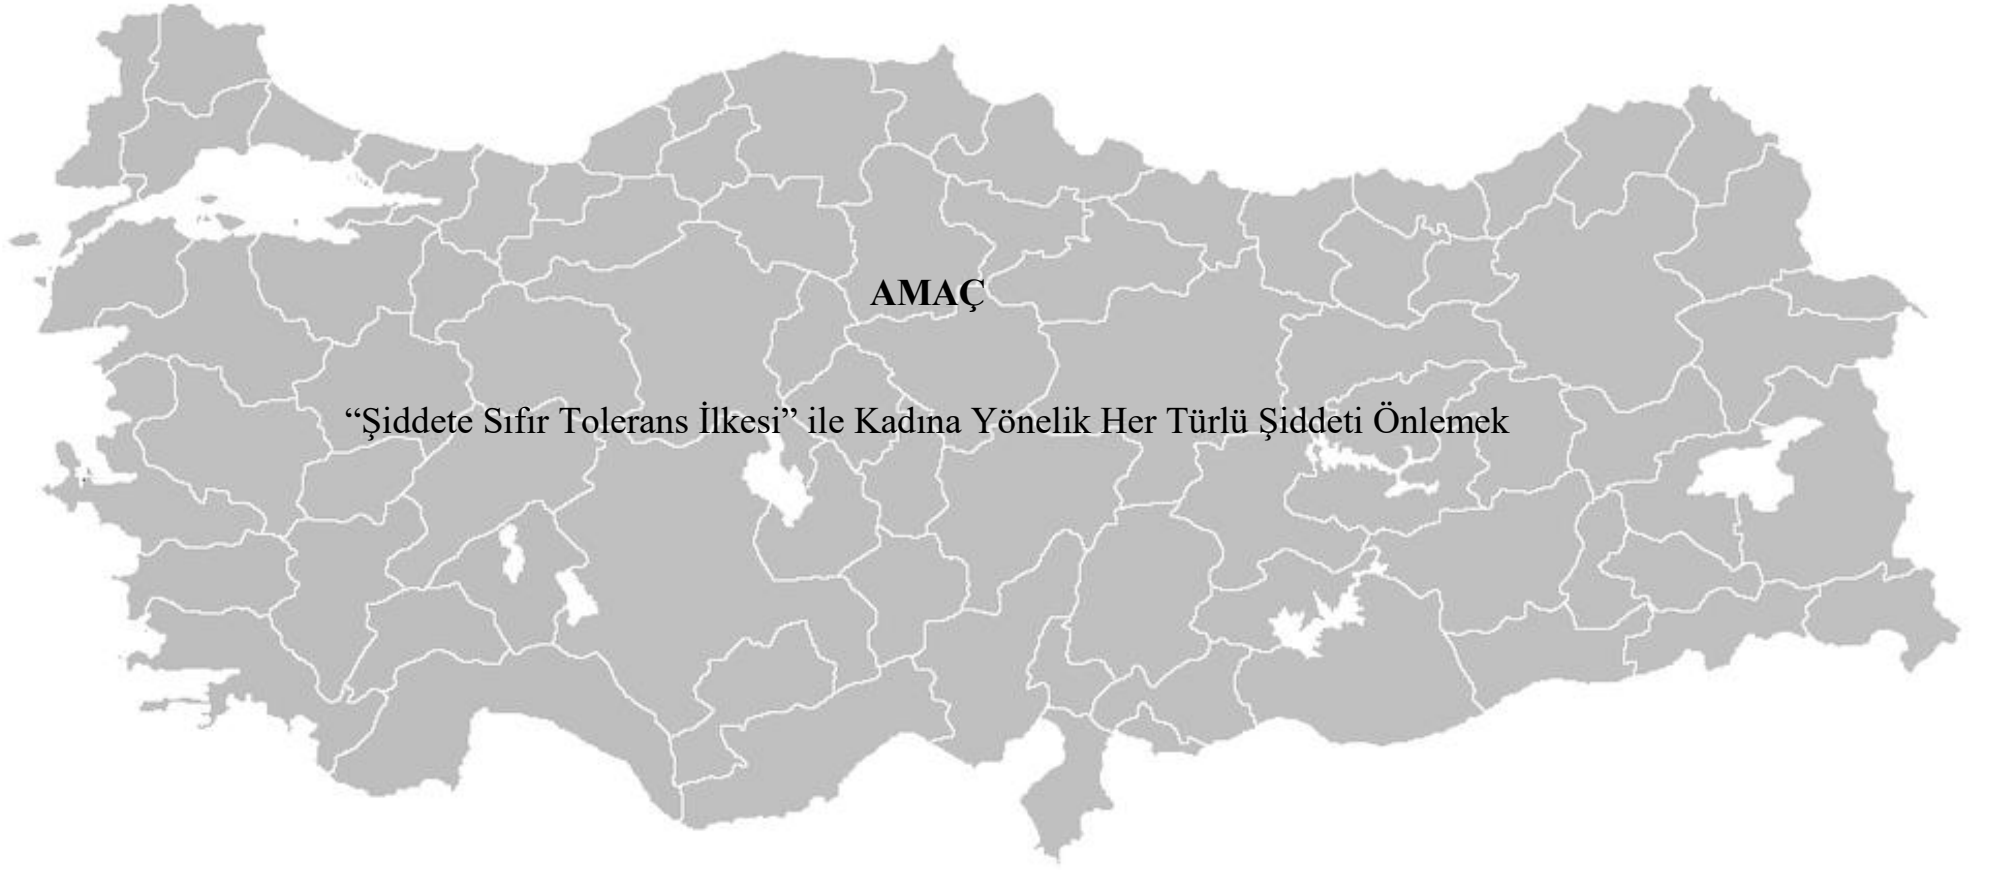 AMAÇ
“Şiddete Sıfır Tolerans İlkesi” ile Kadına Yönelik Her Türlü Şiddeti Önlemek